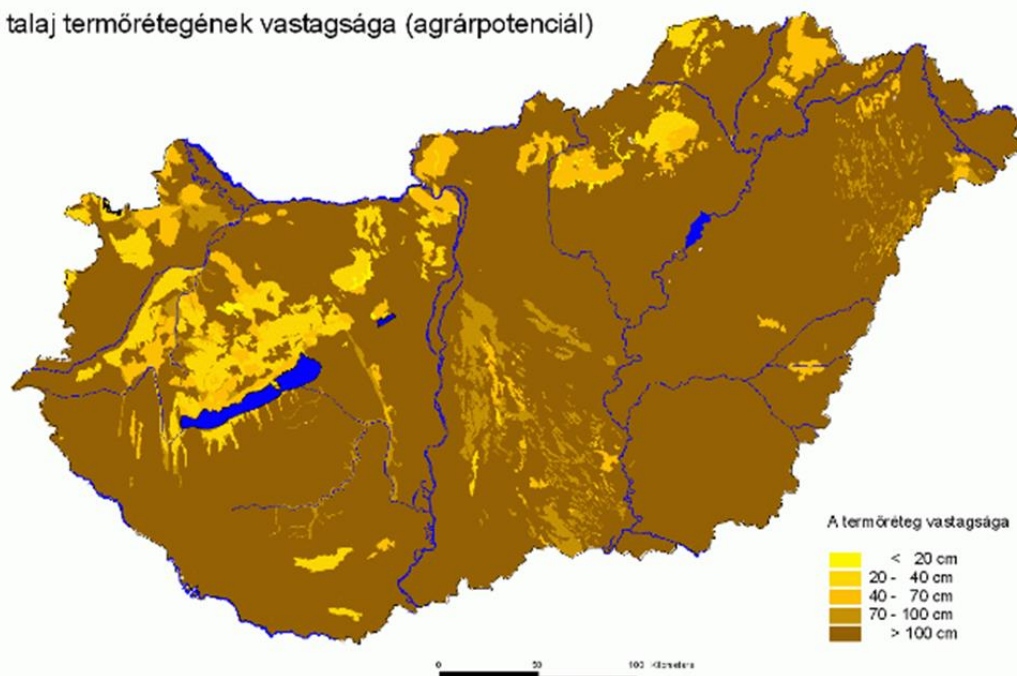 talaj termőrétegének vastagsága (agrárpotenciál)
A termőréteg vastagsága
< 20 cm
20 - 40 cm
40 - 70 cm
70 - 100 cm
> 100 cm
0 50 100 Kilometers